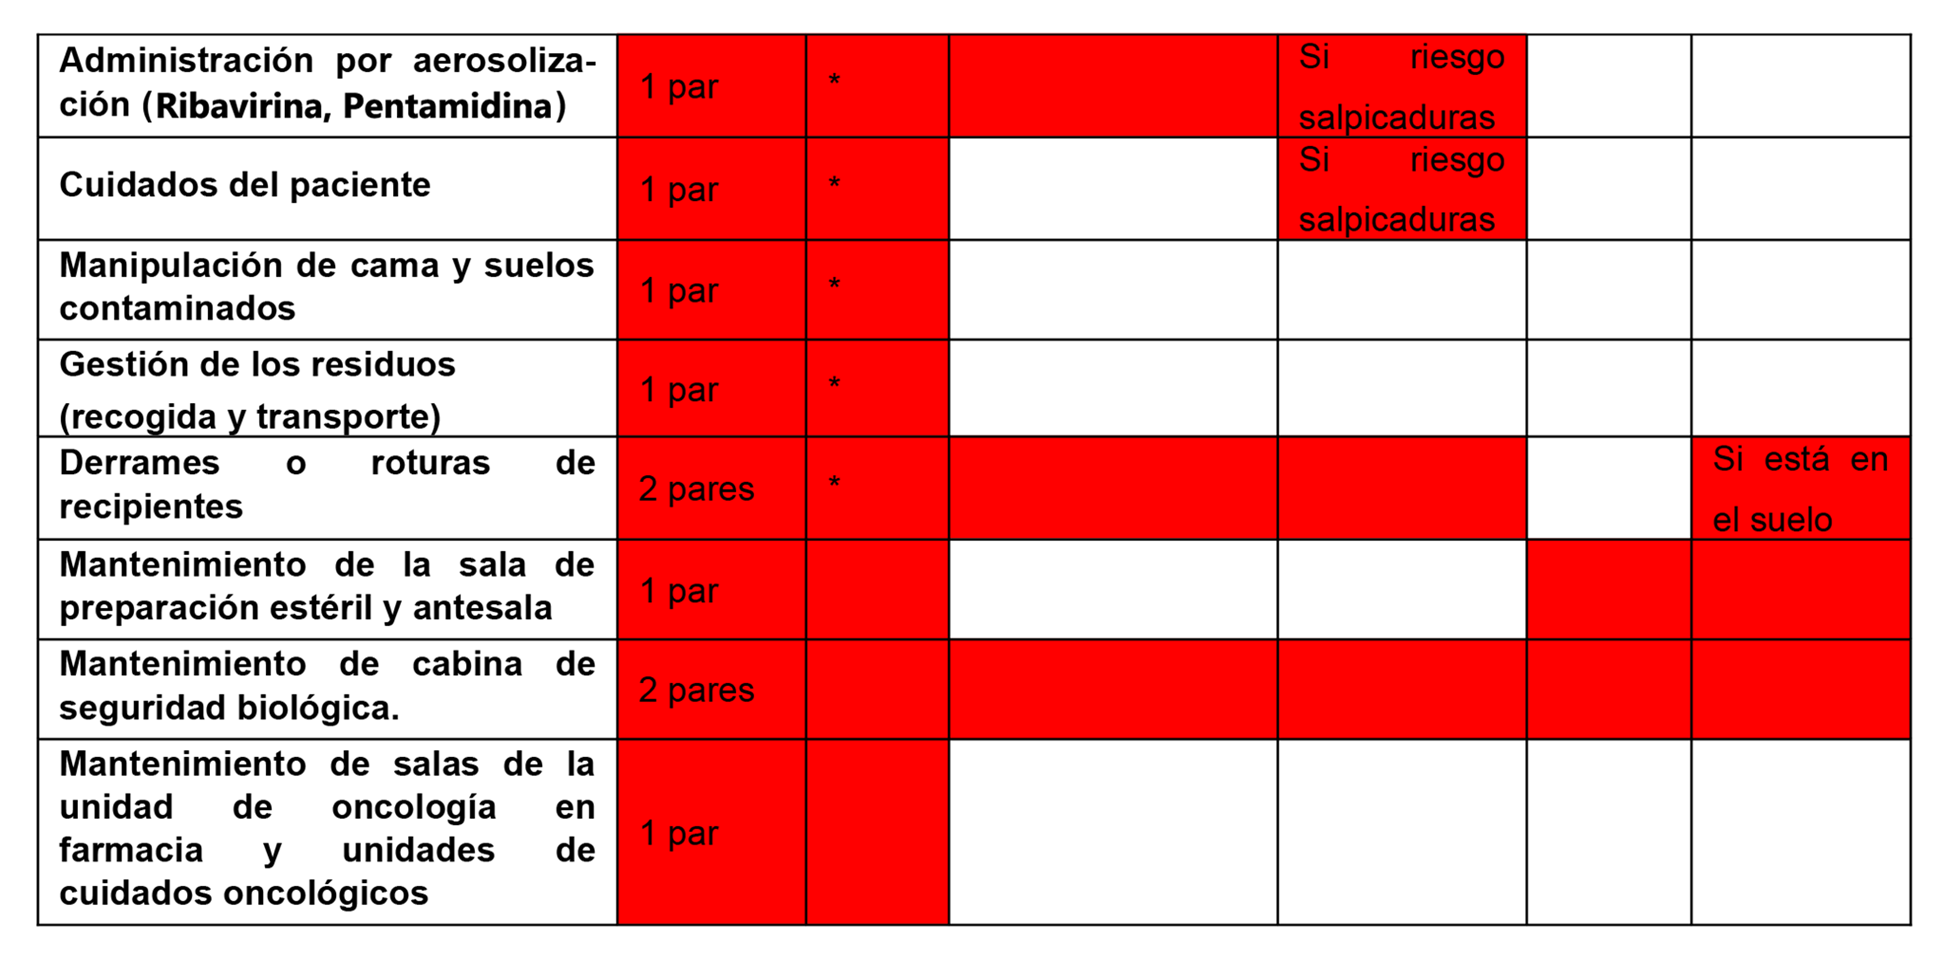 Administración por aerosoliza-
ción (Ribavirina, Pentamidina)
1 par
*
Si riesgo
salpicaduras
Cuidados del paciente
1 par
*
Si riesgo
salpicaduras
Manipulación de cama y suelos
contaminados
1 par
*
Gestión de los residuos
(recogida y transporte)
1 par
*
Derrames o roturas de
recipientes
2 pares
*
Si está en
el suelo
Mantenimiento de la sala de
preparación estéril y antesala
1 par
Mantenimiento de cabina de
seguridad biológica.
2 pares
Mantenimiento de salas de la
unidad de oncología en
farmacia y unidades de
cuidados oncológicos
1 par